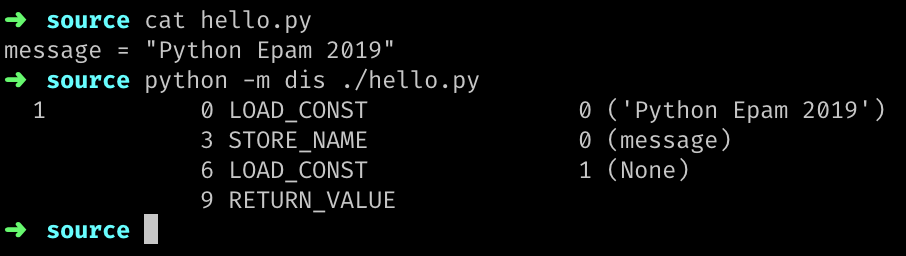 ➜ source cat hello.py
message = "Python Epam 2019"
➜ source python -m dis ./hello.py
  1           0 LOAD_CONST               0 ('Python Epam 2019')
              3 STORE_NAME               0 (message)
              6 LOAD_CONST               1 (None)
              9 RETURN_VALUE
➜ source